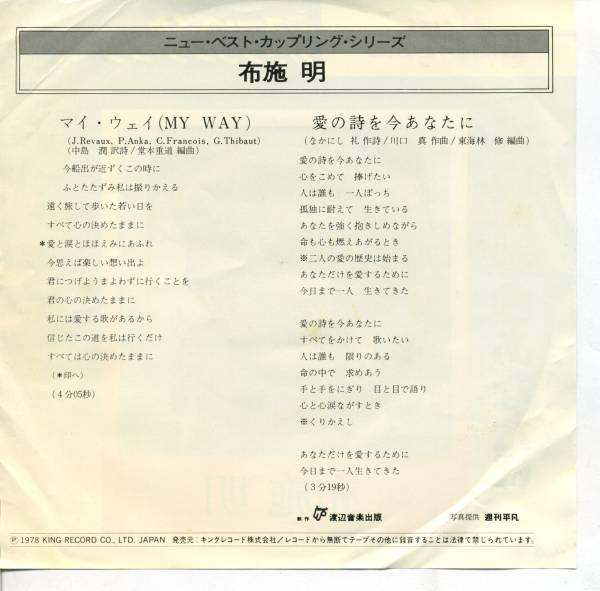 ニュー・ベスト・カップリング・シリーズ
布施 明
マイ・ウェイ(MY WAY)
(J.Revaux, P.Anka, C.Francois, G.Thibaut)
(中島 潤 訳詩/堂本重道 編曲)
今船出が近ずくこの時に
ふとたたずみ私は振りかえる
遠く旅して歩いた若い日を
すべて心の決めたままに
*愛と涙とほほえみにあふれ
今思えば楽しい想い出よ
君につげようまよわずに行くことを
君の心の決めたままに
私には愛する歌があるから
信じたこの道を私は行くだけ
すべては心の決めたままに
(*印へ)
(4分05秒)
愛の詩を今あなたに
(なかにし 礼 作詩/川口 真 作曲/東海林 修 編曲)
愛の詩を今あなたに
心をこめて 捧げたい
人は誰も 一人ぼっち
孤独に耐えて 生きている
あなたを強く抱きしめながら
命も心も燃えあがるとき
※二人の愛の歴史は始まる
あなただけを愛するために
今日まで一人 生きてきた
愛の詩を今あなたに
すべてをかけて 歌いたい
人は誰も 限りのある
命の中で 求めあう
手と手をにぎり 目と目で語り
心と心涙ながすとき
※くりかえし
あなただけを愛するために
今日まで一人生きてきた
(3分19秒)
製作 渡辺音楽出版 写真提供 週刊平凡
Ⓟ1978 KING RECORD CO., LTD. JAPAN 発売元:キングレコード株式会社/レコードから無断でテープその他に録音することは法律で禁じられています。